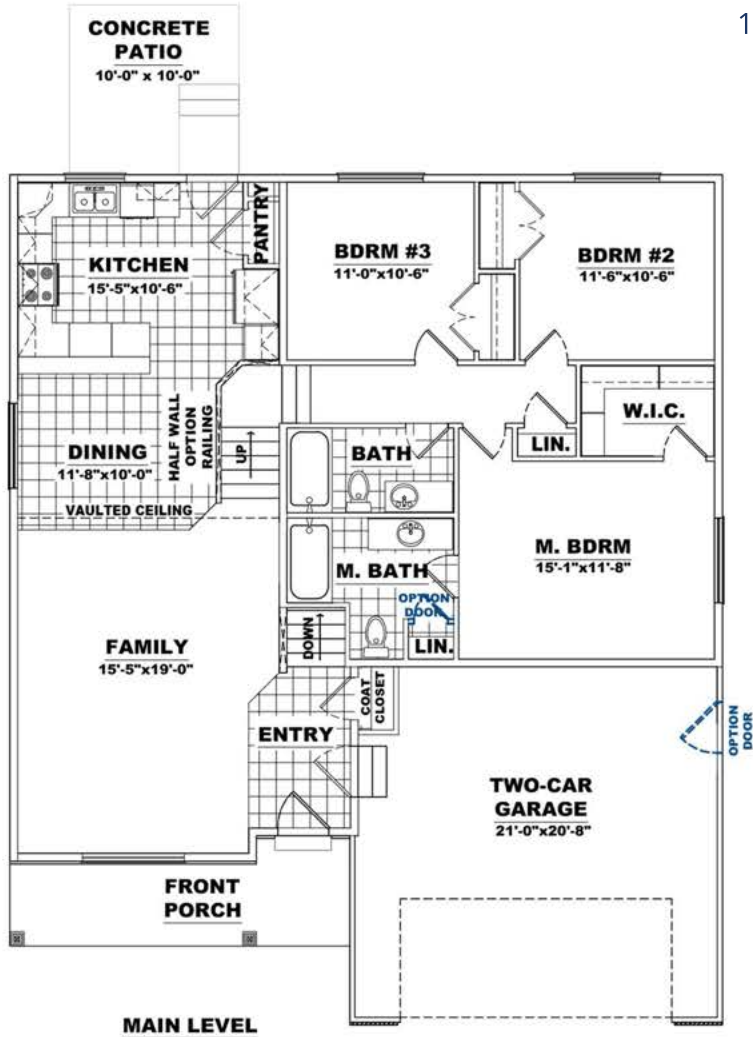 1
CONCRETE
PATIO
10'-0" x 10'-0"
KITCHEN
15'-5"x10'-6"
PANTRY
BDRM #3
11'-0"x10'-6"
BDRM #2
11'-6"x10'-6"
DINING
11'-8"x10'-0"
VAULTED CEILING
HALF WALL
OPTION
RAILING
UP
BATH
LIN.
W.I.C.
M. BATH
OPTION
DOOR
LIN.
M. BDRM
15'-1"x11'-8"
FAMILY
15'-5"x19'-0"
DOWN
COAT
CLOSET
ENTRY
TWO-CAR
GARAGE
21'-0"x20'-8"
OPTION
DOOR
FRONT
PORCH
MAIN LEVEL